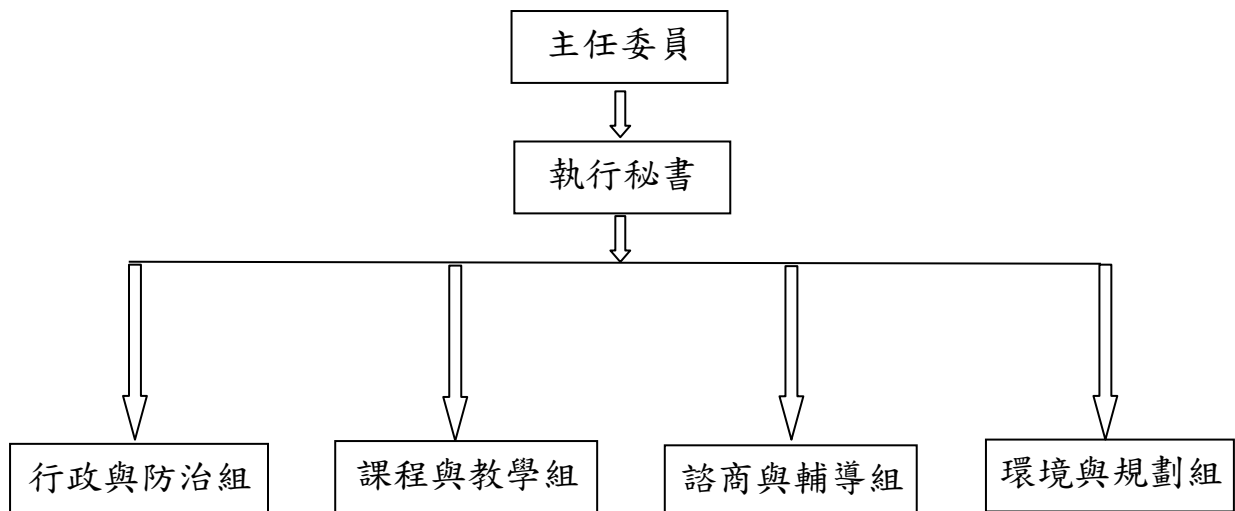 主任委員
執行秘書
行政與防治組
課程與教學組
諮商與輔導組
環境與規劃組